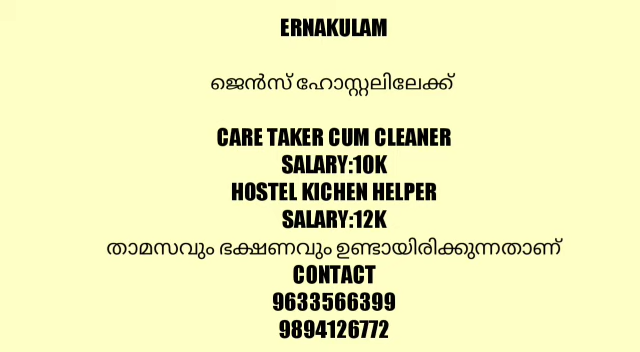 ERNAKULAM
ജെൻസ് ഹോസ്റ്റലിലേക്ക്
CARE TAKER CUM CLEANER
SALARY:10K
HOSTEL KICHEN HELPER
SALARY:12K
താമസവും ഭക്ഷണവും ഉണ്ടായിരിക്കുന്നതാണ്
CONTACT
9633566399
9894126772